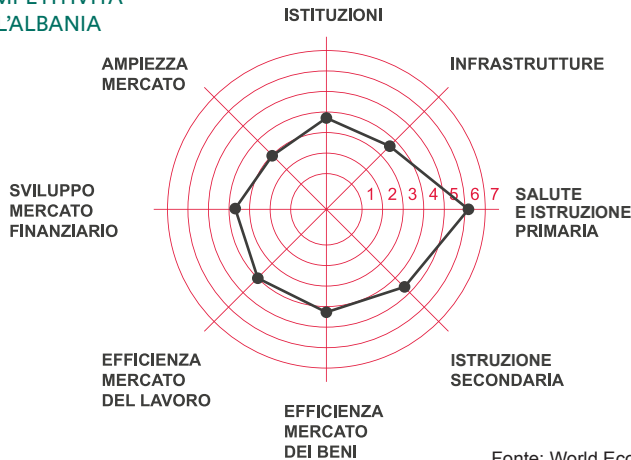 L'ALBANIA
ISTITUZIONI
AMPIEZZA
MERCATO
INFRASTRUTTURE
SVILUPPO
MERCATO
FINANZIARIO
1 2 3 4 5 6 7
SALUTE
E ISTRUZIONE
PRIMARIA
EFFICIENZA
MERCATO
DEL LAVORO
ISTRUZIONE
SECONDARIA
EFFICIENZA
MERCATO
DEI BENI
Fonte: World Eco